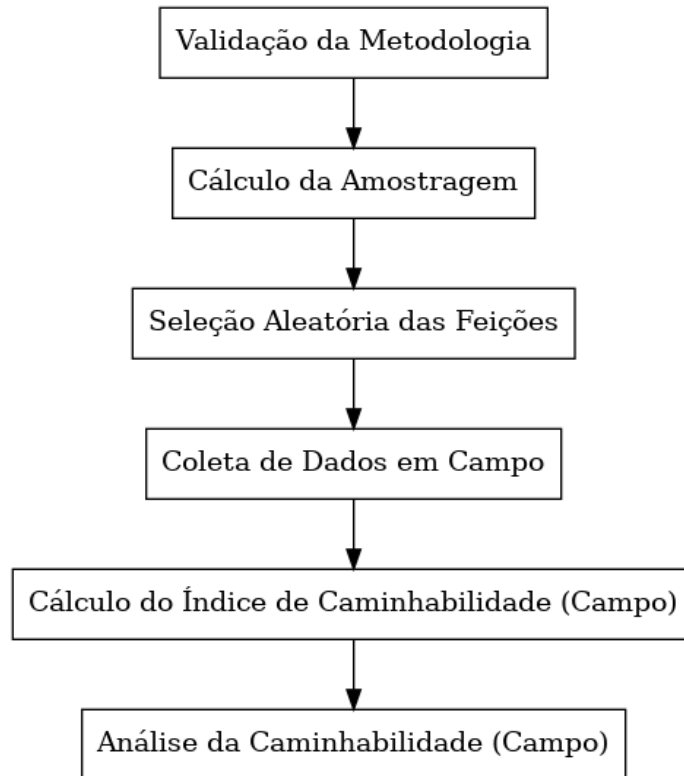 Validação da Metodologia
Cálculo da Amostragem
Seleção Aleatória das Feições
Coleta de Dados em Campo
Cálculo do Índice de Caminhabilidade (Campo)
Análise da Caminhabilidade (Campo)